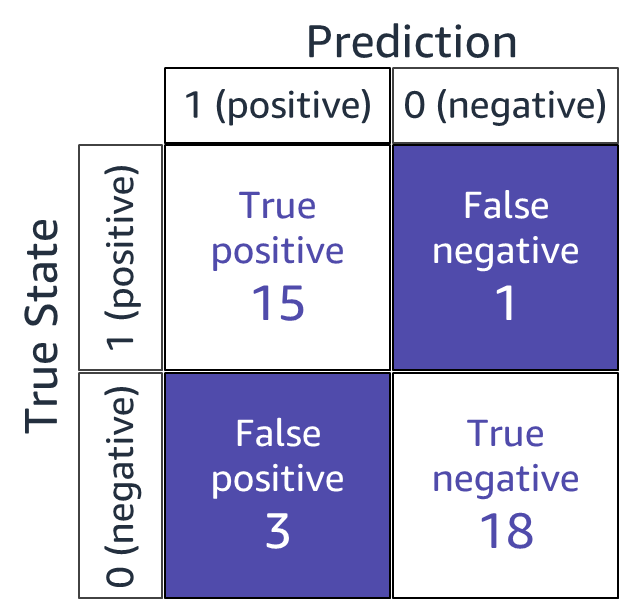 Prediction
1 (positive)
0 (negative)
True State
1 (positive)
True
positive
15
False
negative
1
0 (negative)
False
positive
3
True
negative
18